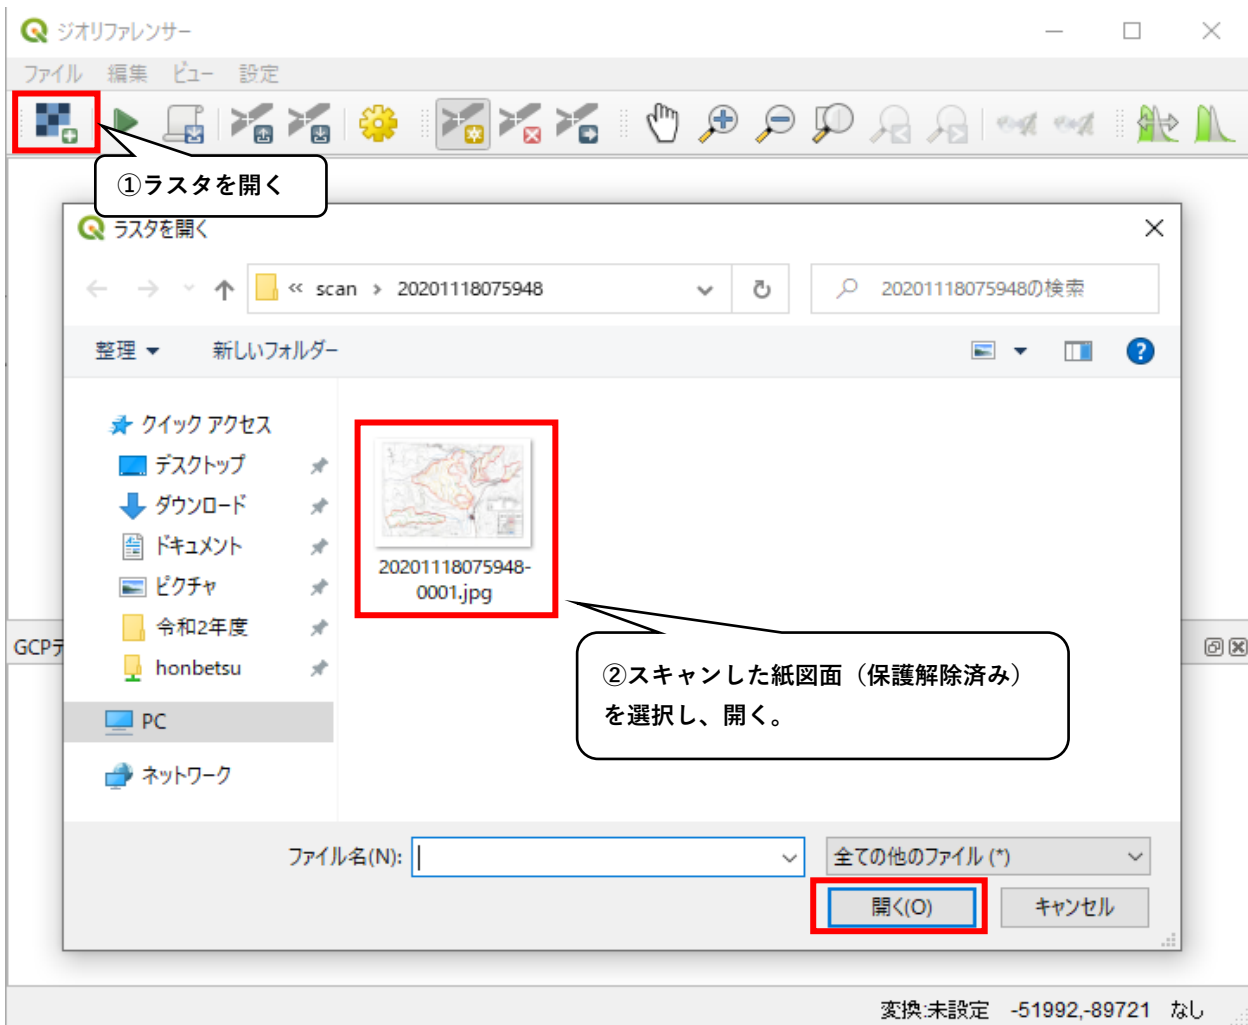 ジオリファレンサー
ファイル 編集 ビュー 設定
①ラスタを開く
ラスタを開く
« scan › 20201118075948
20201118075948の検索
整理 新しいフォルダー
クイック アクセス
デスクトップ
ダウンロード
ドキュメント
ピクチャ
令和2年度
honbetsu
PC
ネットワーク
20201118075948-
0001.jpg
②スキャンした紙図面（保護解除済み）
を選択し、開く。
GCPテ
ファイル名(N):
全ての他のファイル (*)
開く(O) キャンセル
変換:未設定 -51992,-89721 なし